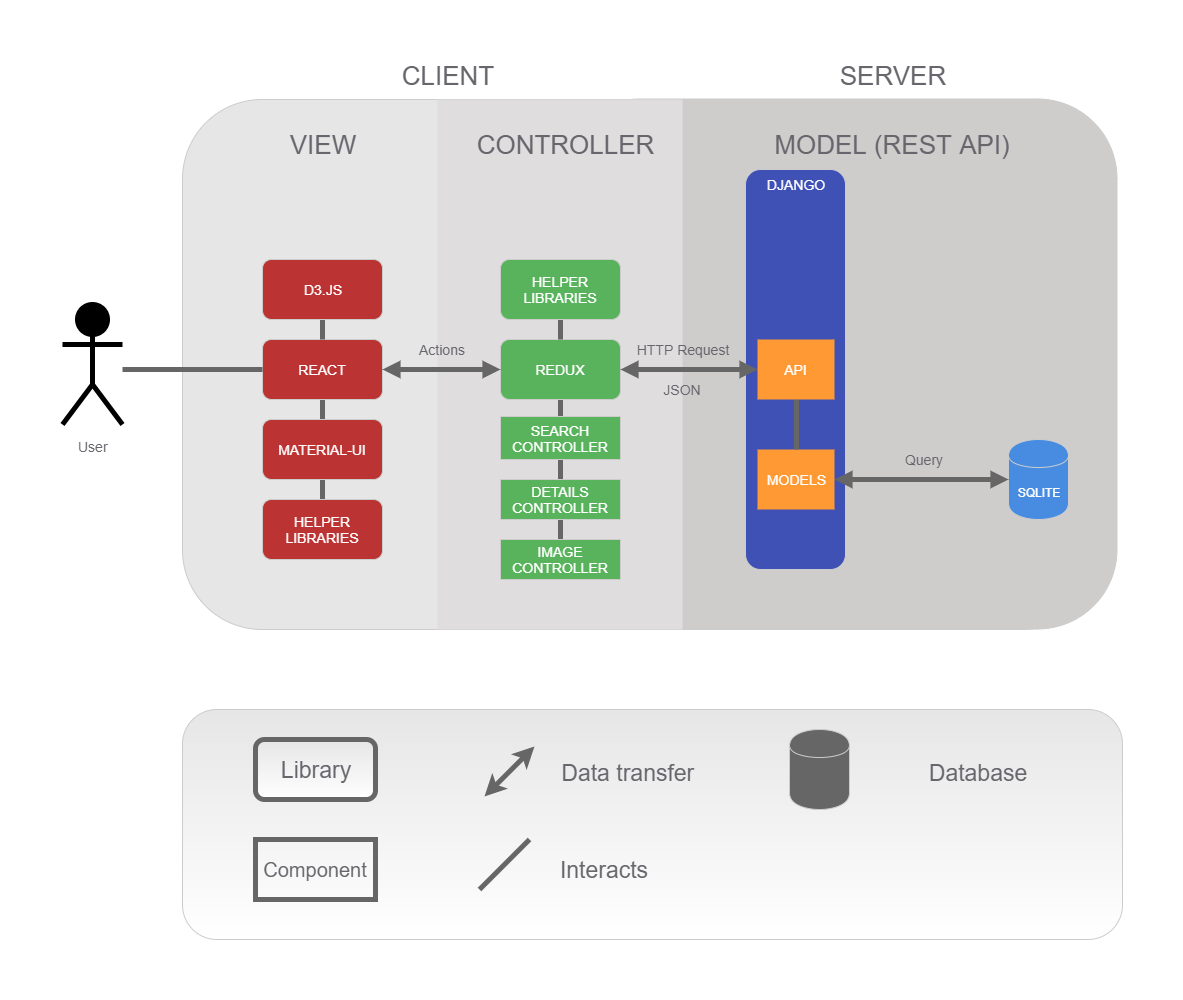 CLIENT
SERVER
VIEW
CONTROLLER
MODEL (REST API)
DJANGO
D3.JS
HELPER
LIBRARIES
Actions
HTTP Request
REACT
REDUX
API
JSON
User
SEARCH
CONTROLLER
MATERIAL-UI
Query
MODELS
SQLITE
DETAILS
CONTROLLER
HELPER
LIBRARIES
IMAGE
CONTROLLER
Library
Data transfer
Database
Component
Interacts